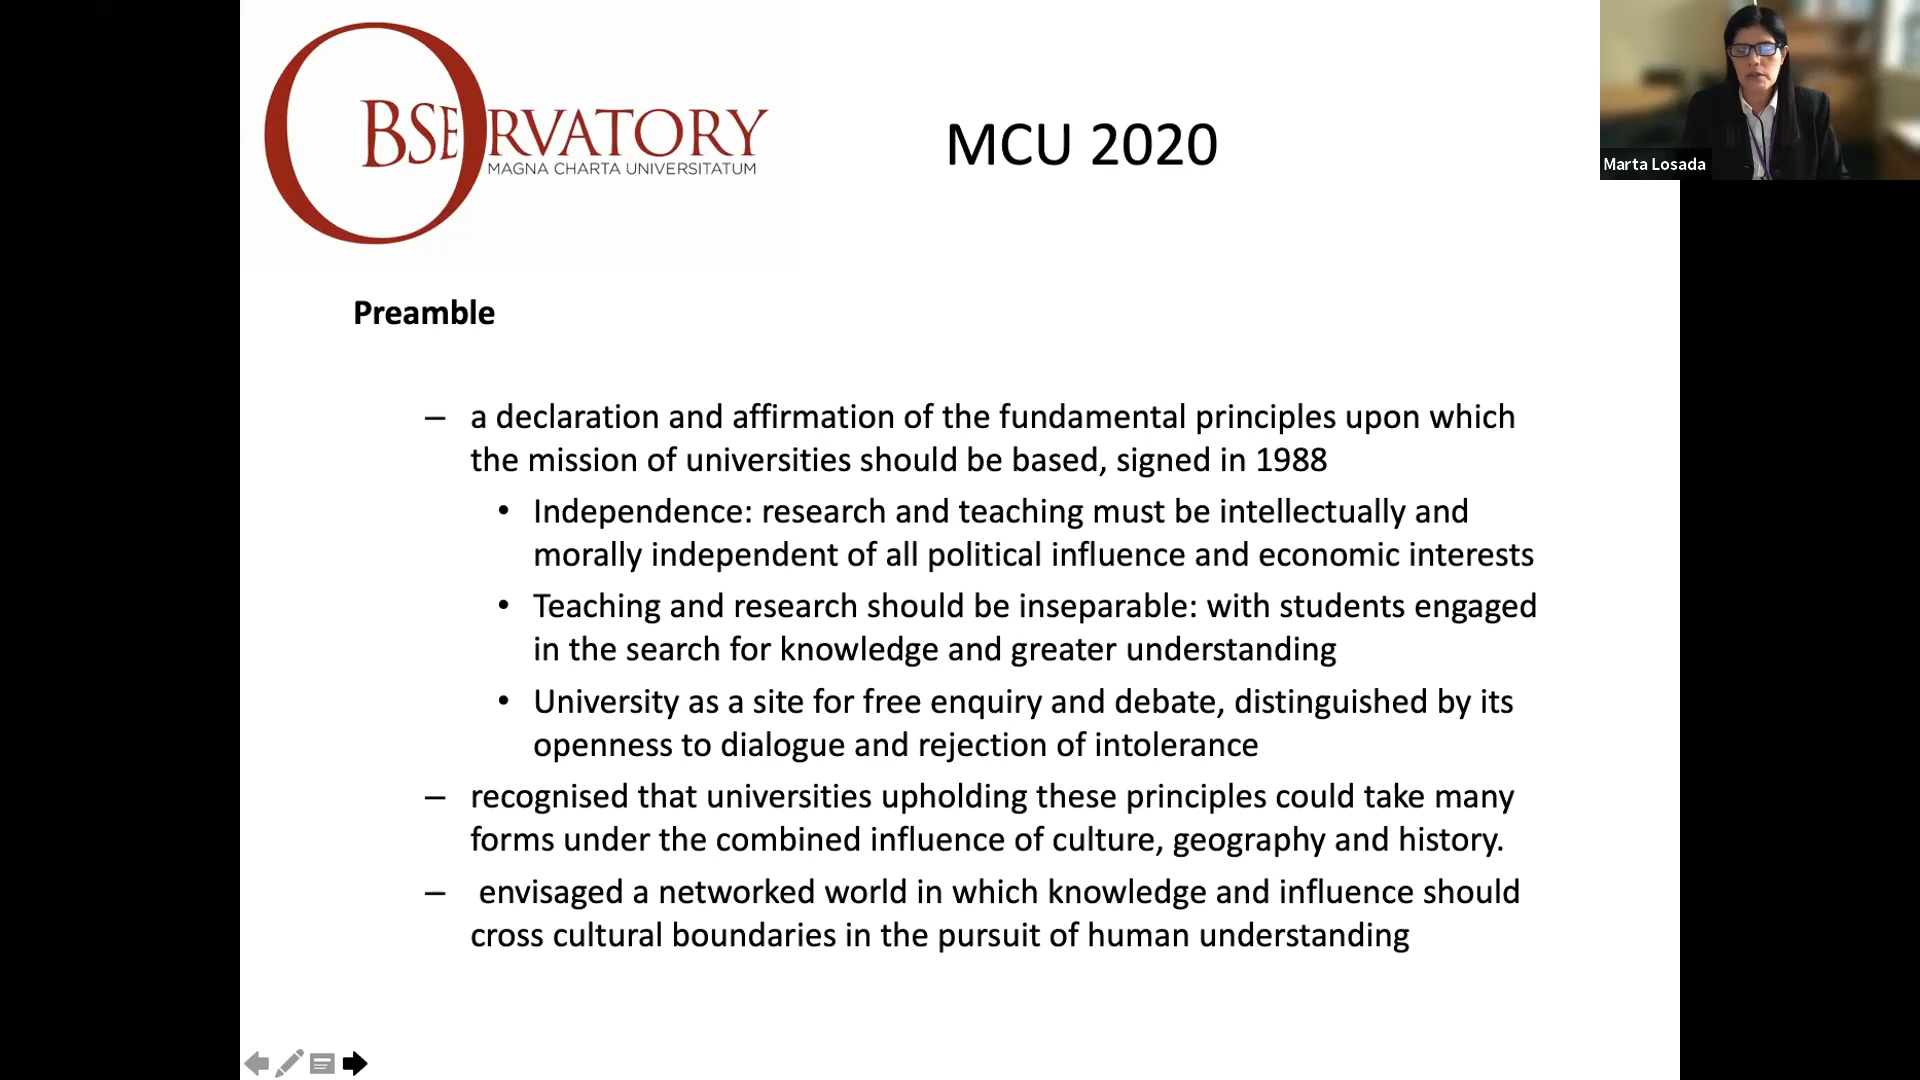 OBSERVATORY
MAGNA CHARTA UNIVERSITATUM
MCU 2020
Marta Losada
Preamble
– a declaration and affirmation of the fundamental principles upon which
the mission of universities should be based, signed in 1988
• Independence: research and teaching must be intellectually and
morally independent of all political influence and economic interests
• Teaching and research should be inseparable: with students engaged
in the search for knowledge and greater understanding
• University as a site for free enquiry and debate, distinguished by its
openness to dialogue and rejection of intolerance
– recognised that universities upholding these principles could take many
forms under the combined influence of culture, geography and history.
– envisaged a networked world in which knowledge and influence should
cross cultural boundaries in the pursuit of human understanding